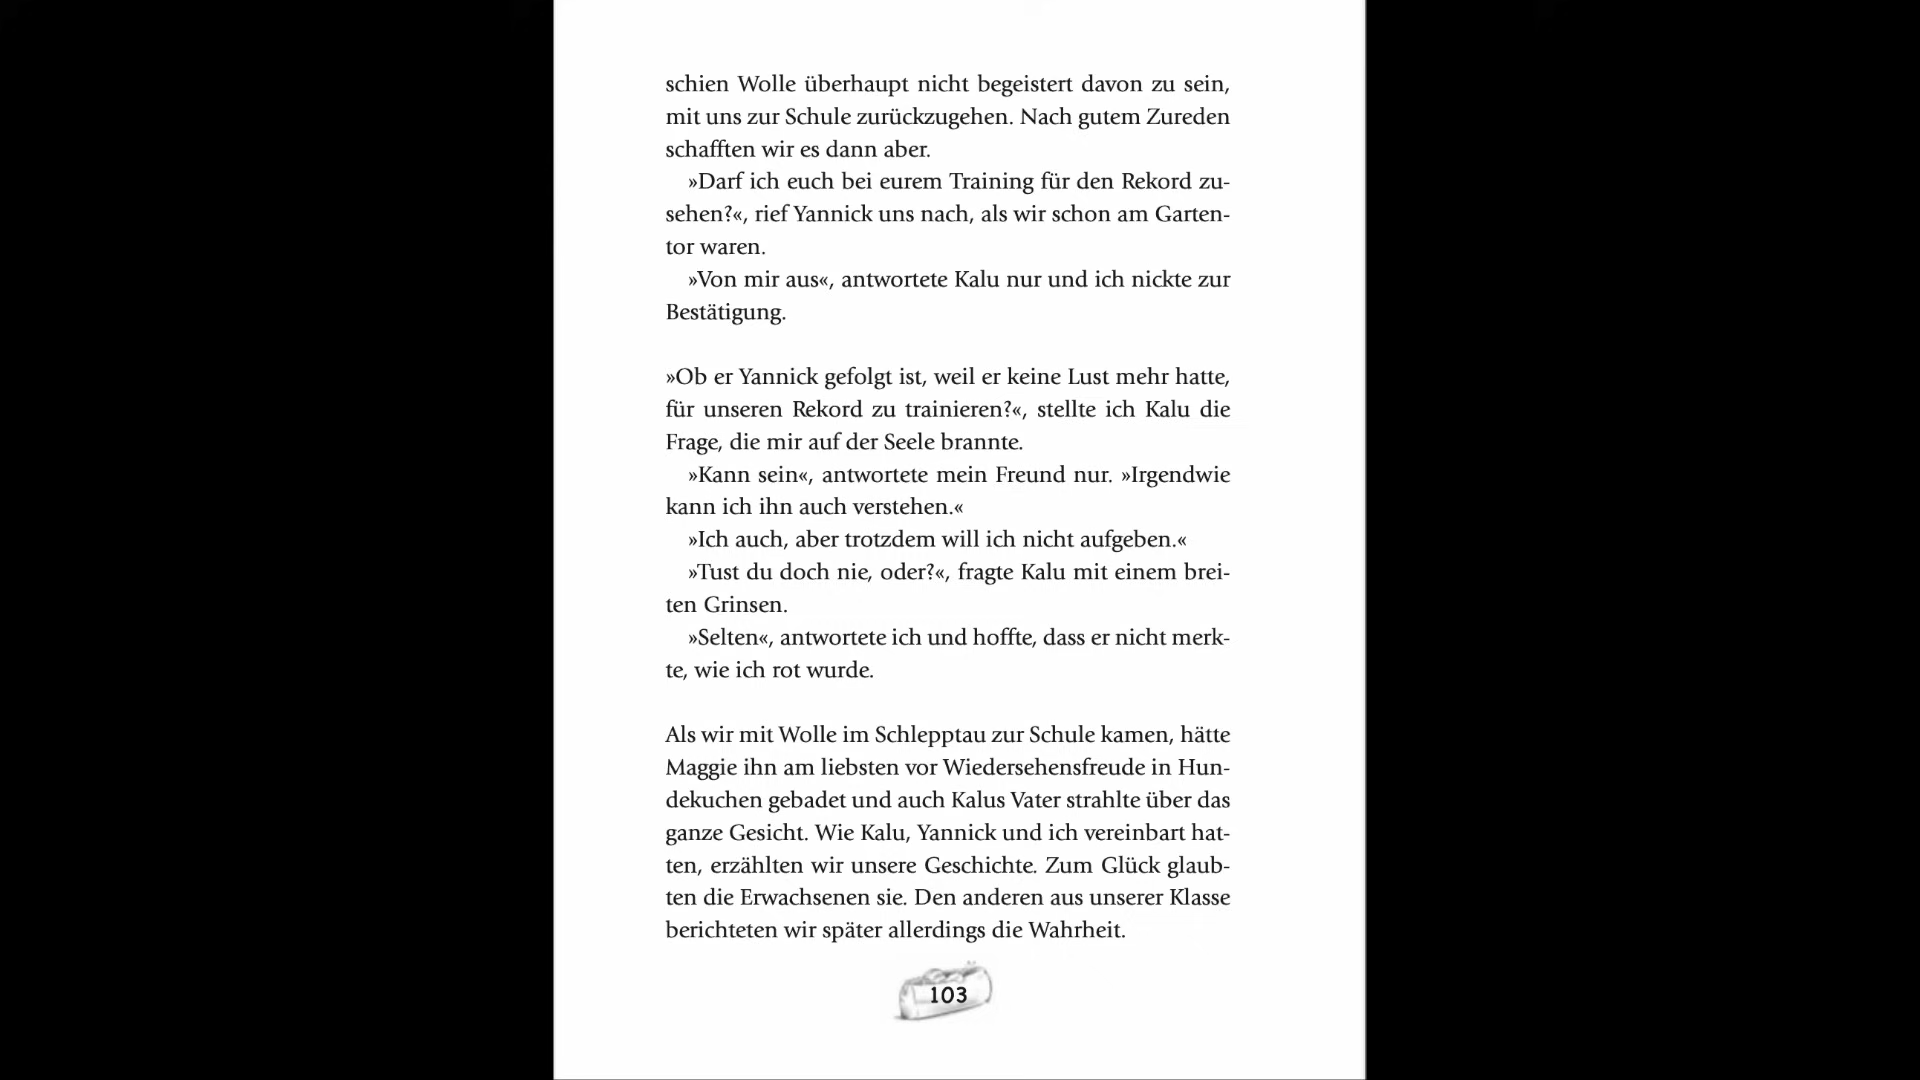 schien Wolle überhaupt nicht begeistert davon zu sein,
mit uns zur Schule zurückzugehen. Nach gutem Zureden
schafften wir es dann aber.
»Darf ich euch bei eurem Training für den Rekord zu-
sehen?«, rief Yannick uns nach, als wir schon am Garten-
tor waren.
»Von mir aus«, antwortete Kalu nur und ich nickte zur
Bestätigung.
»Ob er Yannick gefolgt ist, weil er keine Lust mehr hatte,
für unseren Rekord zu trainieren?«, stellte ich Kalu die
Frage, die mir auf der Seele brannte.
»Kann sein«, antwortete mein Freund nur. »Irgendwie
kann ich ihn auch verstehen.«
»Ich auch, aber trotzdem will ich nicht aufgeben.«
»Tust du doch nie, oder?«, fragte Kalu mit einem brei-
ten Grinsen.
»Selten«, antwortete ich und hoffte, dass er nicht merk-
te, wie ich rot wurde.
Als wir mit Wolle im Schlepptau zur Schule kamen, hätte
Maggie ihn am liebsten vor Wiedersehensfreude in Hun-
dekuchen gebadet und auch Kalus Vater strahlte über das
ganze Gesicht. Wie Kalu, Yannick und ich vereinbart hat-
ten, erzählten wir unsere Geschichte. Zum Glück glaub-
ten die Erwachsenen sie. Den anderen aus unserer Klasse
berichteten wir später allerdings die Wahrheit.
103